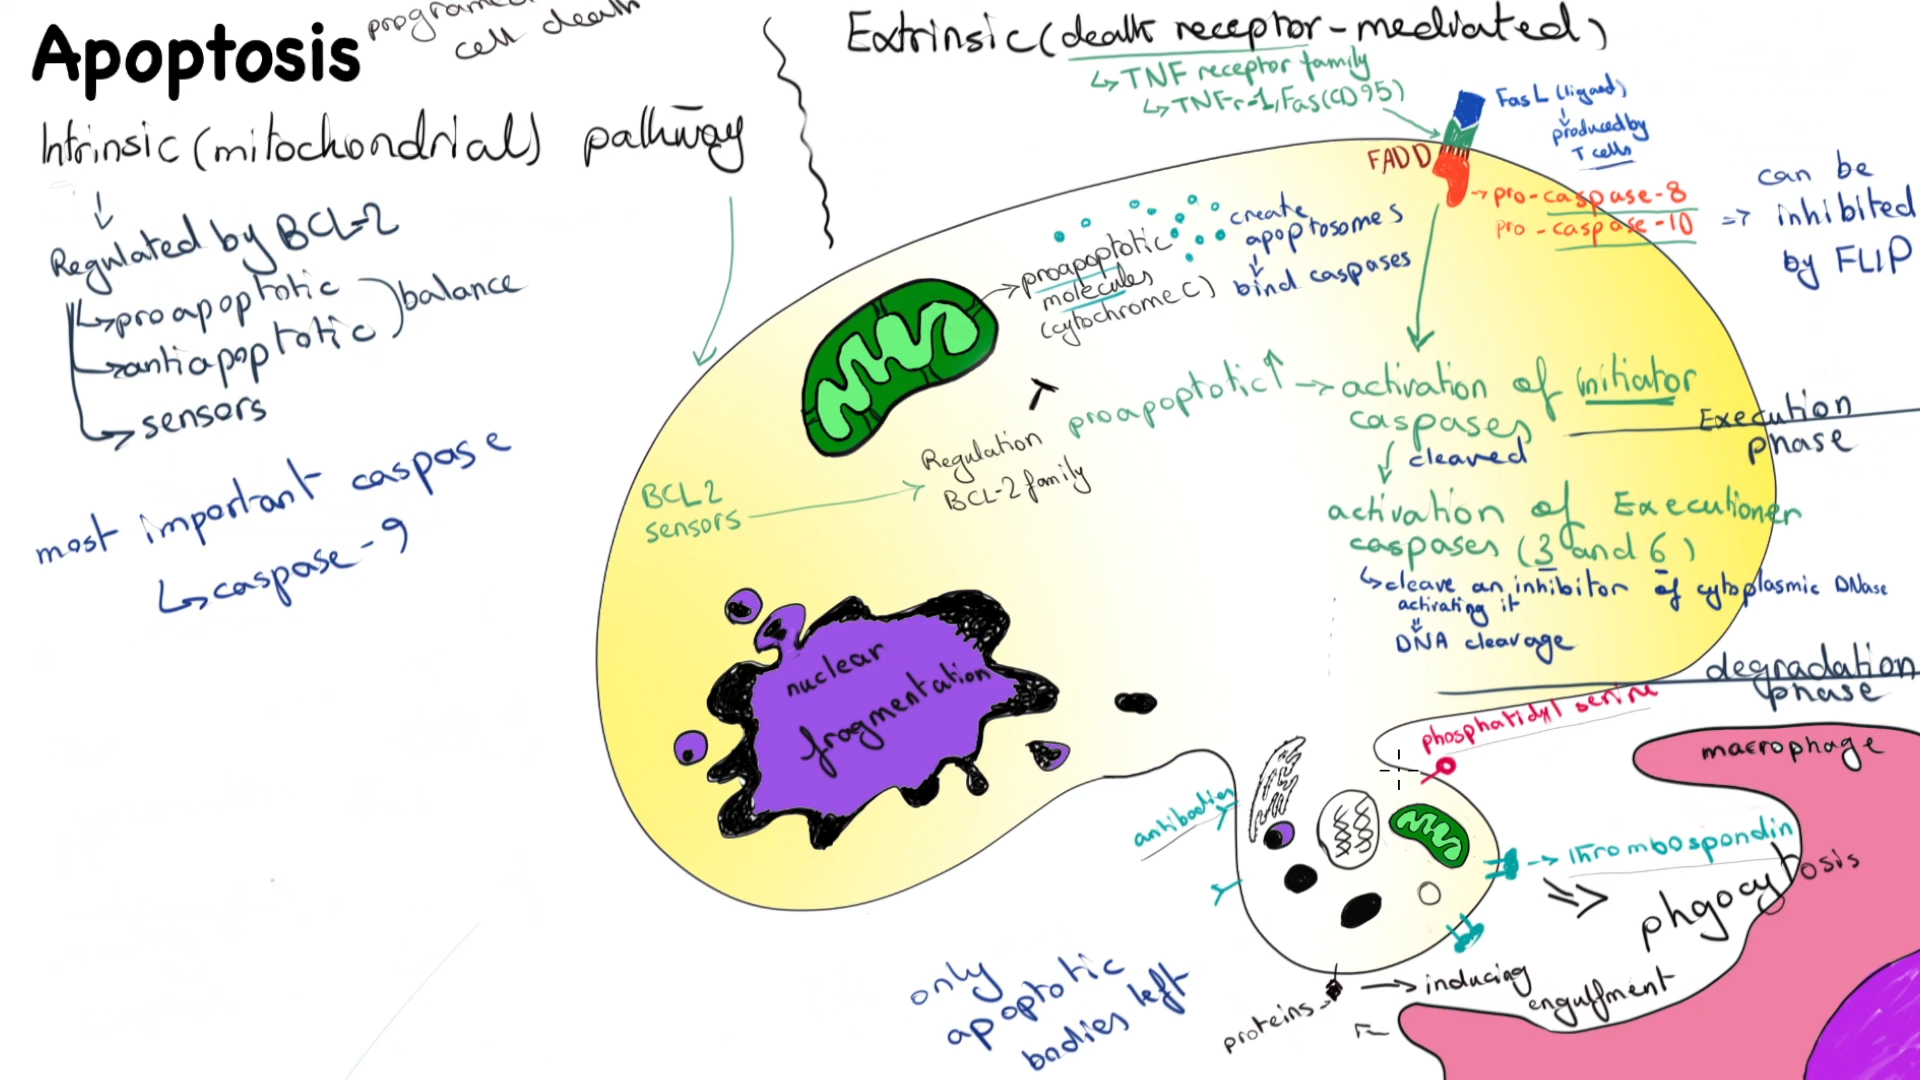 Apoptosis
programed
cell death
Intrinsic (mitochondrial) pathway
Regulated by BCL-2
proapoptotic
antiapoptotic
balance
sensors
most important caspase
caspase-9
Extrinsic (death receptor-mediated)
TNF receptor family
TNFr-1, Fas (CD95)
FasL (ligand)
produced by
T cells
FADD
pro-caspase-8
pro-caspase-10
can be
inhibited
by FLIP
proapoptotic
molecules
(cytochrome C)
create
apoptosomes
bind caspases
BCL2
sensors
Regulation
BCL-2 family
proapoptotic
activation of initiator
caspases
cleaved
Execution
phase
activation of Executioner
caspases (3 and 6)
cleave an inhibitor of cytoplasmic DNase
activating it
DNA cleavage
degradation
phase
nuclear
fragmentation
phosphatidyl serine
macrophage
antibodies
thrombospondin
phgocytosis
only
apoptotic
bodies left
proteins
inducing
engulfment